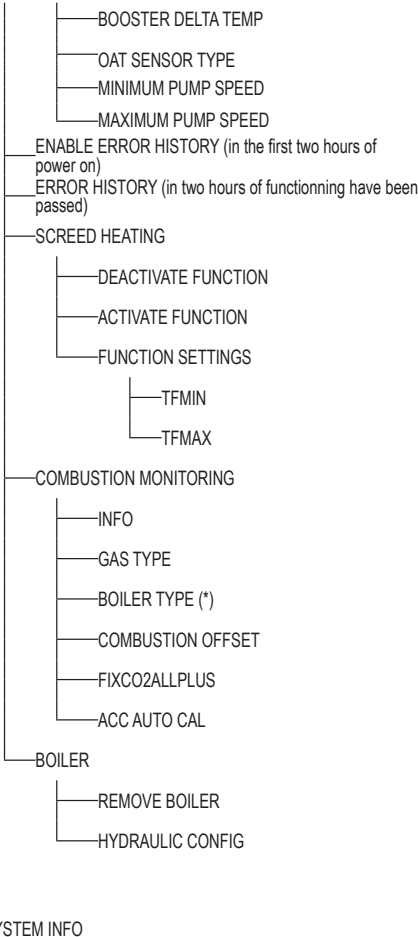 BOOSTER DELTA TEMP
OAT SENSOR TYPE
MINIMUM PUMP SPEED
MAXIMUM PUMP SPEED
ENABLE ERROR HISTORY (in the first two hours of
power on)
ERROR HISTORY (in two hours of functionning have been
passed)
SCREED HEATING
DEACTIVATE FUNCTION
ACTIVATE FUNCTION
FUNCTION SETTINGS
TFMIN
TFMAX
COMBUSTION MONITORING
INFO
GAS TYPE
BOILER TYPE (*)
COMBUSTION OFFSET
FIXCO2ALLPLUS
ACC AUTO CAL
BOILER
REMOVE BOILER
HYDRAULIC CONFIG
YSTEM INFO